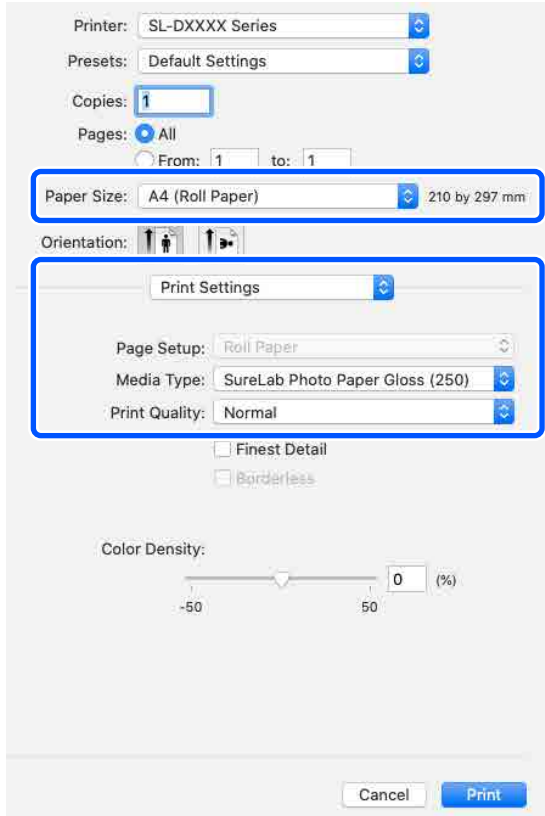 Printer: SL-DXXXX Series
Presets: Default Settings
Copies: 1
Pages: All
From: 1 to: 1
Paper Size: A4 (Roll Paper) 210 by 297 mm
Orientation:
Print Settings
Page Setup: Roll Paper
Media Type: SureLab Photo Paper Gloss (250)
Print Quality: Normal
Finest Detail
Borderless
Color Density:
0 (%)
-50 50
Cancel Print